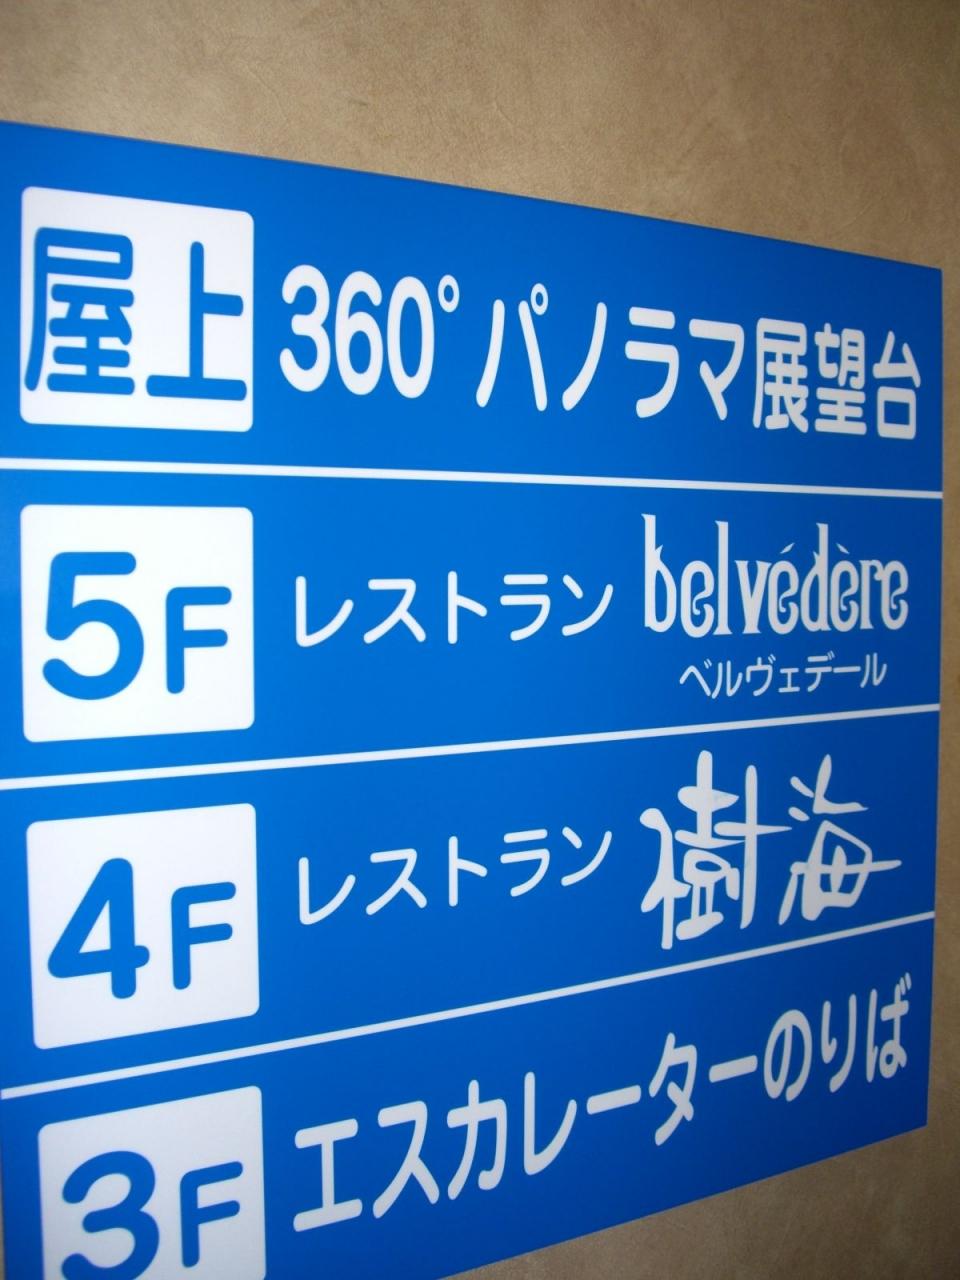 屋上 360°パノラマ展望台
5F レストラン belvédère
ベルヴェデール
4F レストラン 樹海
3F エスカレーターのりば